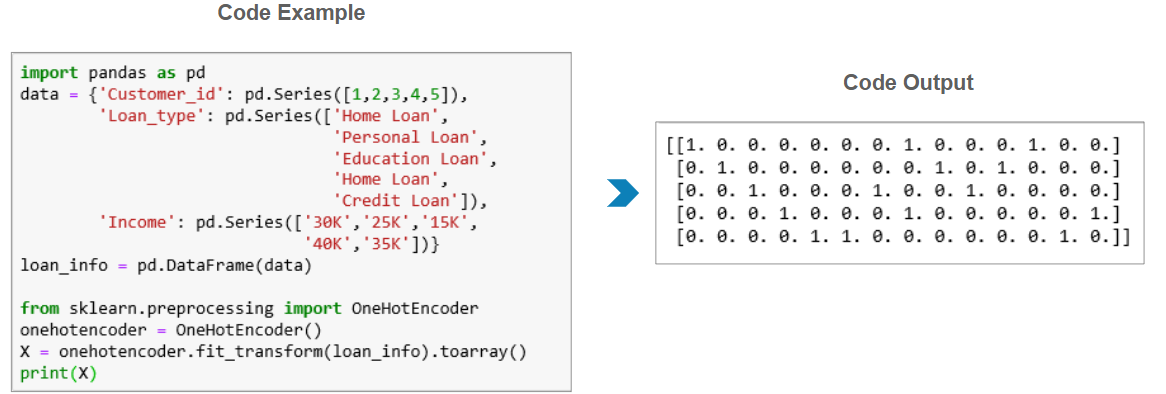 Code Example
import pandas as pd
data = {'Customer_id': pd.Series([1,2,3,4,5]),
        'Loan_type': pd.Series(['Home Loan',
                                'Personal Loan',
                                'Education Loan',
                                'Home Loan',
                                'Credit Loan']),
        'Income': pd.Series(['30K','25K','15K',
                             '40K','35K'])}
loan_info = pd.DataFrame(data)
from sklearn.preprocessing import OneHotEncoder
onehotencoder = OneHotEncoder()
X = onehotencoder.fit_transform(loan_info).toarray()
print(X)
Code Output
[[1. 0. 0. 0. 0. 0. 0. 1. 0. 0. 0. 1. 0. 0.]
 [0. 1. 0. 0. 0. 0. 0. 0. 1. 0. 1. 0. 0. 0.]
 [0. 0. 1. 0. 0. 0. 1. 0. 0. 1. 0. 0. 0. 0.]
 [0. 0. 0. 1. 0. 0. 0. 1. 0. 0. 0. 0. 0. 1.]
 [0. 0. 0. 0. 1. 1. 0. 0. 0. 0. 0. 0. 1. 0.]]